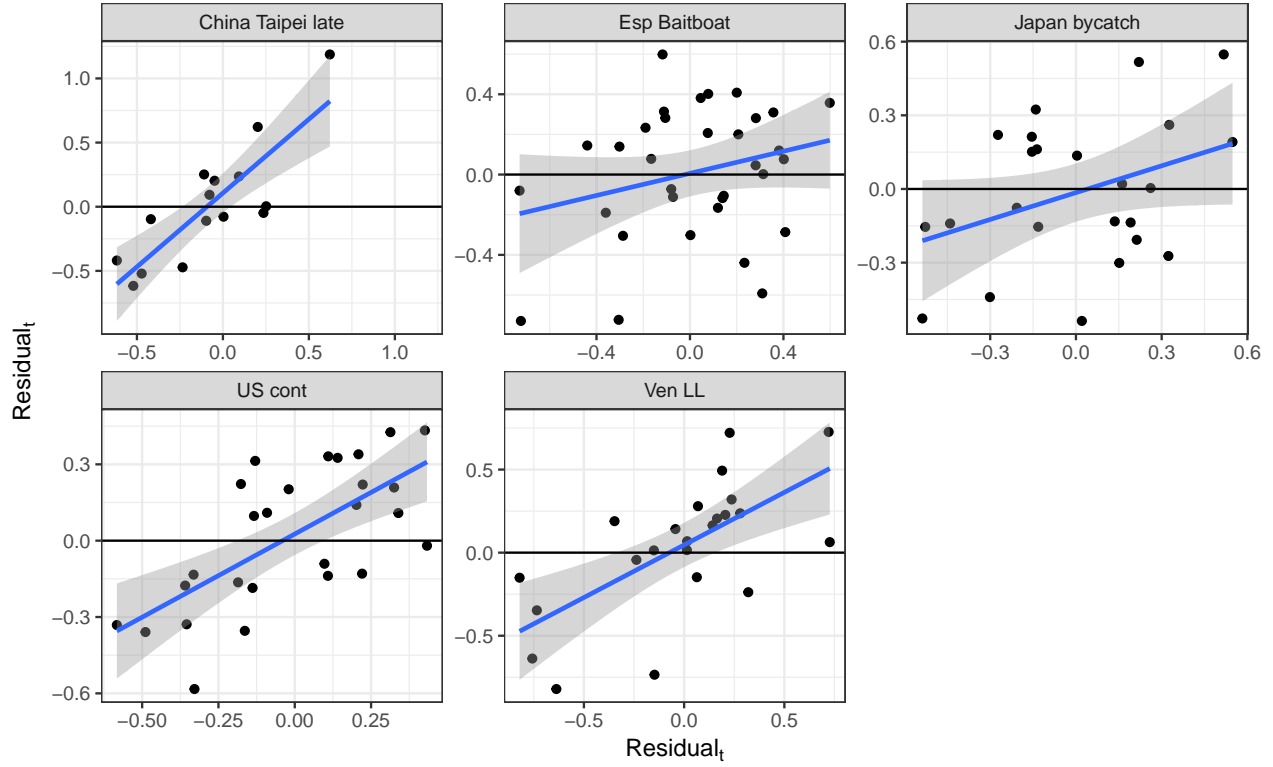 China Taipei late
Esp Baitboat
Japan bycatch
1.0
0.5
0.0
−0.5
0.4
0.0
−0.4
0.6
0.3
0.0
−0.3
−0.5 0.0 0.5 1.0
−0.4 0.0 0.4
−0.3 0.0 0.3 0.6
US cont
Ven LL
0.3
0.0
−0.3
−0.6
0.5
0.0
−0.5
−0.50 −0.25 0.00 0.25
−0.5 0.0 0.5
Residualt
Residualt